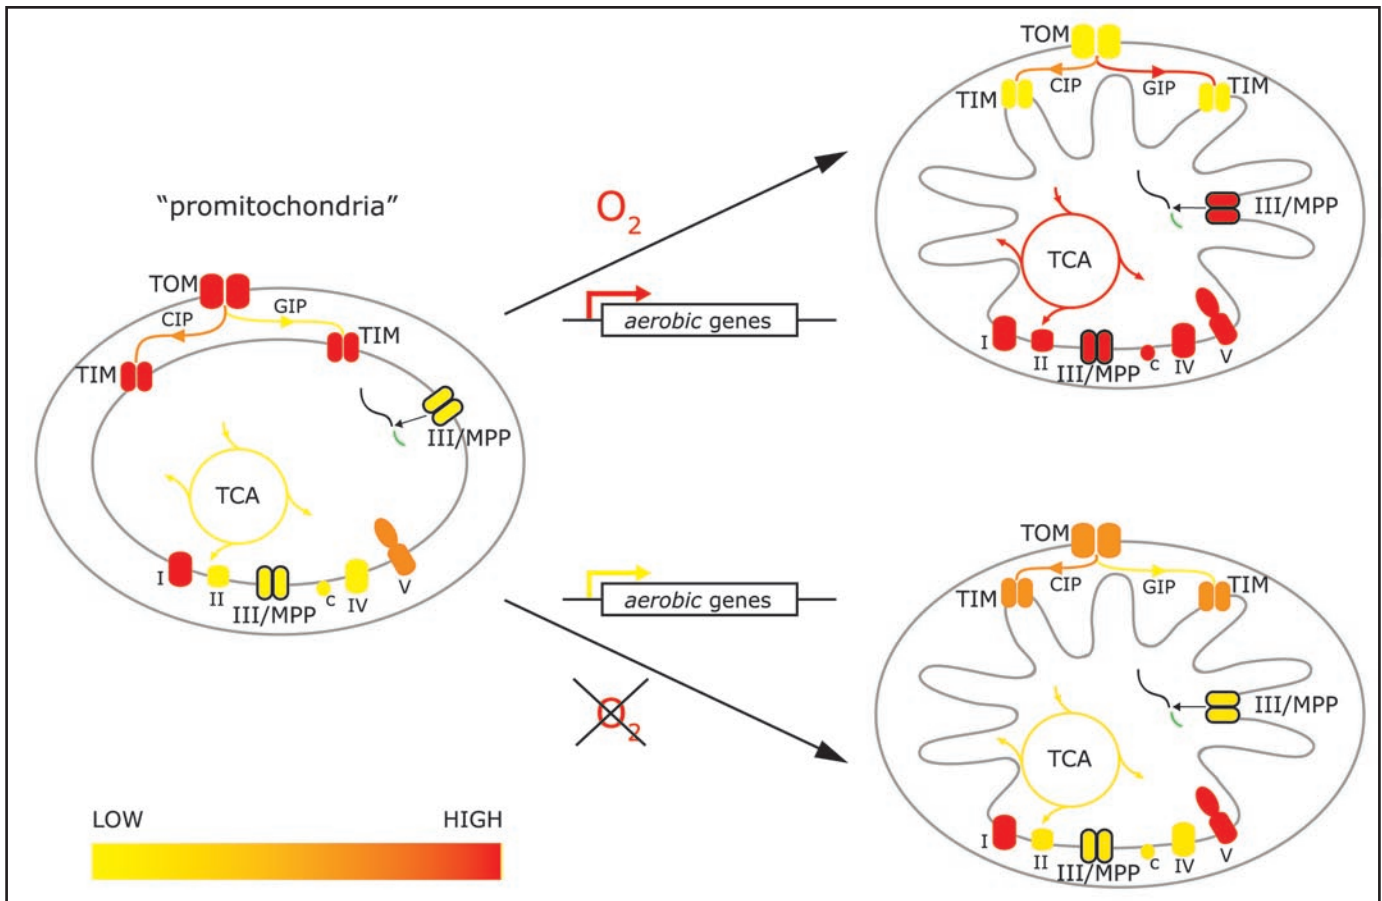 "promitochondria"
TOM
CIP
GIP
TIM
TIM
III/MPP
TCA
I
II
III/MPP
c
IV
V
O2
aerobic genes
aerobic genes
O2
TOM
CIP
GIP
TIM
TIM
III/MPP
TCA
I
II
III/MPP
c
IV
V
TOM
CIP
GIP
TIM
TIM
III/MPP
TCA
I
II
III/MPP
c
IV
V
LOW
HIGH